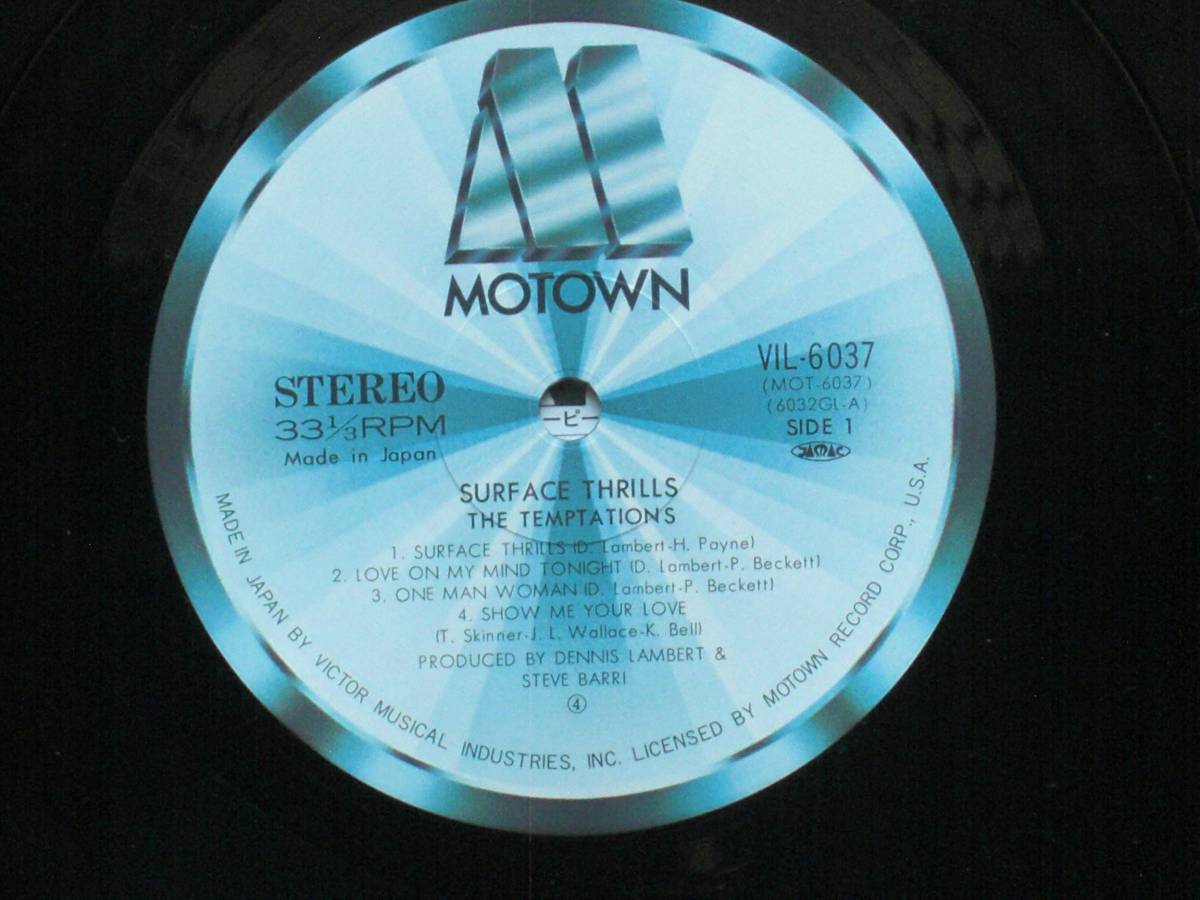 MOTOWN
STEREO
33⅓RPM
Made in Japan
VIL-6037
(MOT-6037)
(6032GL-A)
SIDE 1
JASRAC
ーピー
SURFACE THRILLS
THE TEMPTATIONS
1. SURFACE THRILLS (D. Lambert-H. Payne)
2. LOVE ON MY MIND TONIGHT (D. Lambert-P. Beckett)
3. ONE MAN WOMAN (D. Lambert-P. Beckett)
4. SHOW ME YOUR LOVE
(T. Skinner-J. L. Wallace-K. Bell)
PRODUCED BY DENNIS LAMBERT &
STEVE BARRI
④
MADE IN JAPAN BY VICTOR MUSICAL INDUSTRIES, INC. LICENSED BY MOTOWN RECORD CORP., U.S.A.